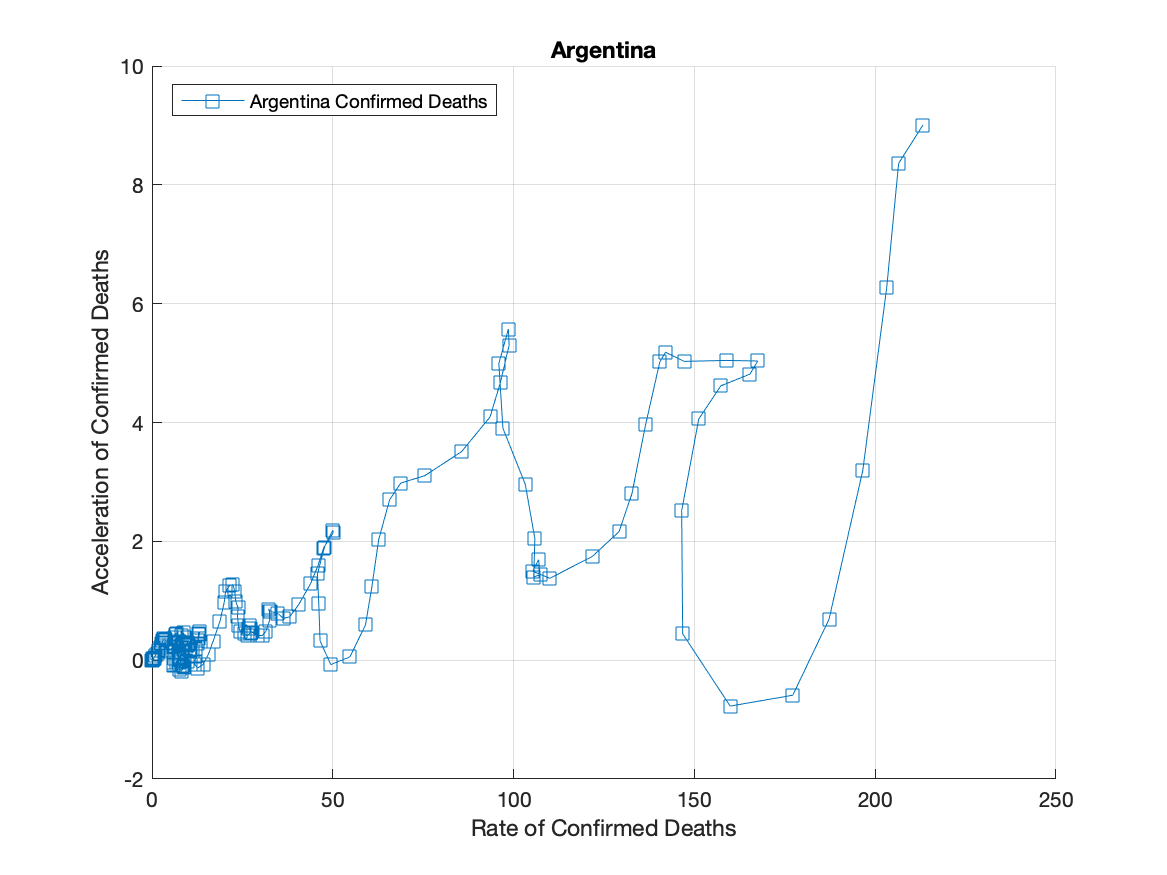 Argentina
Argentina Confirmed Deaths
10
8
6
4
2
0
-2
0 50 100 150 200 250
Acceleration of Confirmed Deaths
Rate of Confirmed Deaths